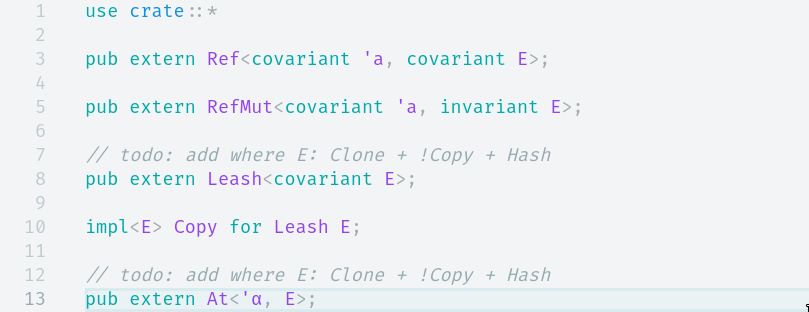 1 use crate::*
2
3 pub extern Ref<covariant 'a, covariant E>;
4
5 pub extern RefMut<covariant 'a, invariant E>;
6
7 // todo: add where E: Clone + !Copy + Hash
8 pub extern Leash<covariant E>;
9
10 impl<E> Copy for Leash E;
11
12 // todo: add where E: Clone + !Copy + Hash
13 pub extern At<'α, E>;